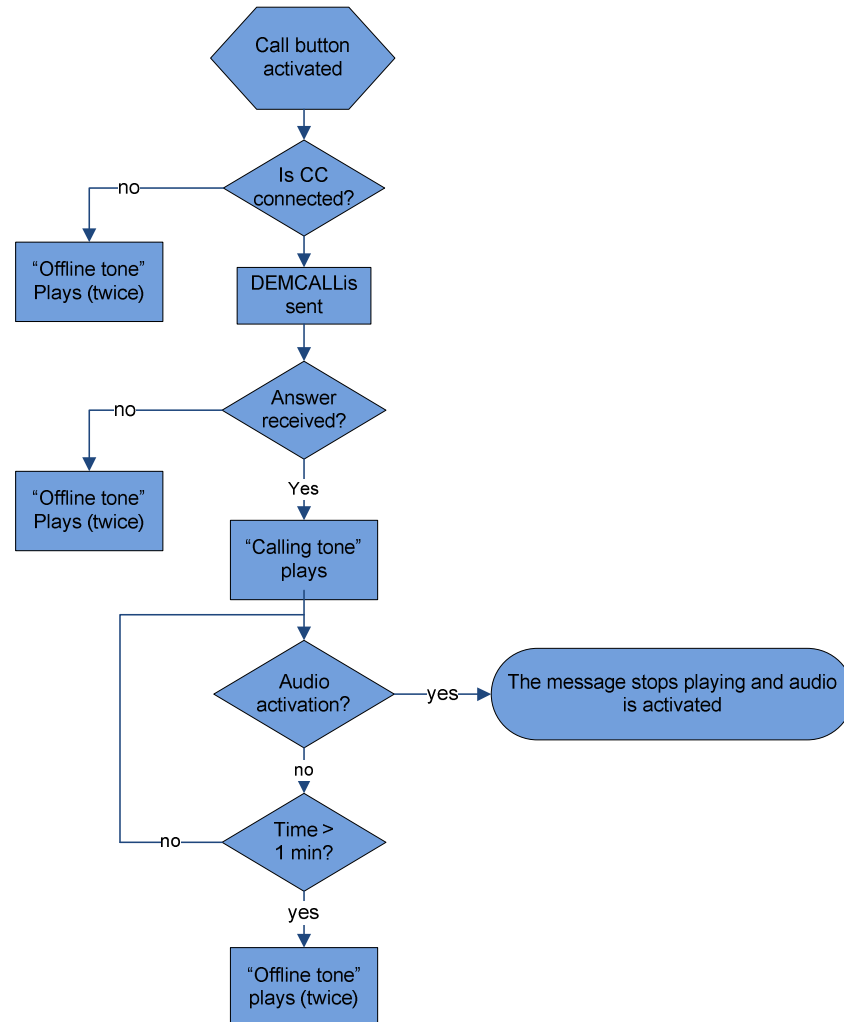 Call button
activated
Is CC
connected?
no
“Offline tone”
Plays (twice)
DEMCALLis
sent
Answer
received?
no
“Offline tone”
Plays (twice)
Yes
“Calling tone”
plays
Audio
activation?
yes
The message stops playing and audio
is activated
no
Time >
1 min?
no
yes
“Offline tone”
plays (twice)